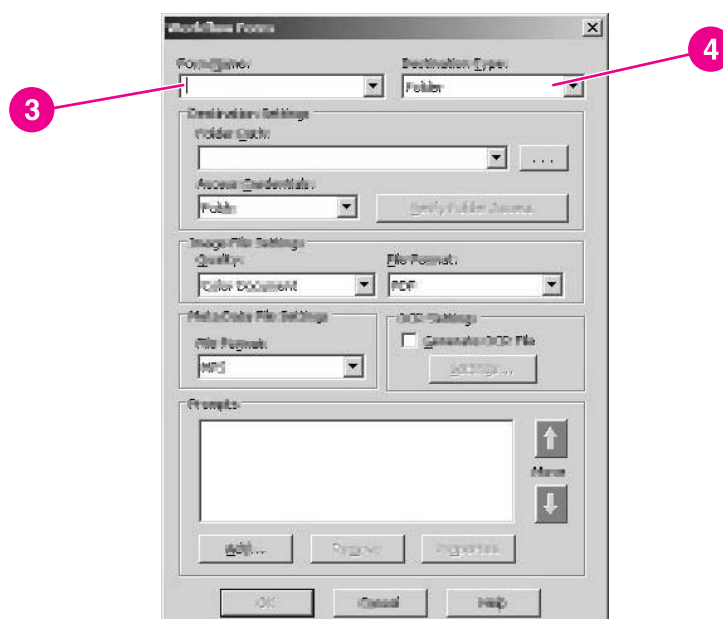 Workflow Form
Form Name:
Destination Type:
4
Folder
3
Destination Settings
Folder Path:
...
Access Credentials:
Public
Verify Folder Access
Image File Settings
Quality:
File Format:
Color Document
PDF
MetaData File Settings
OCR Settings
File Format:
Generate OCR File
HPS
Settings...
Prompts
Move
Add...
Remove
Properties
OK
Cancel
Help